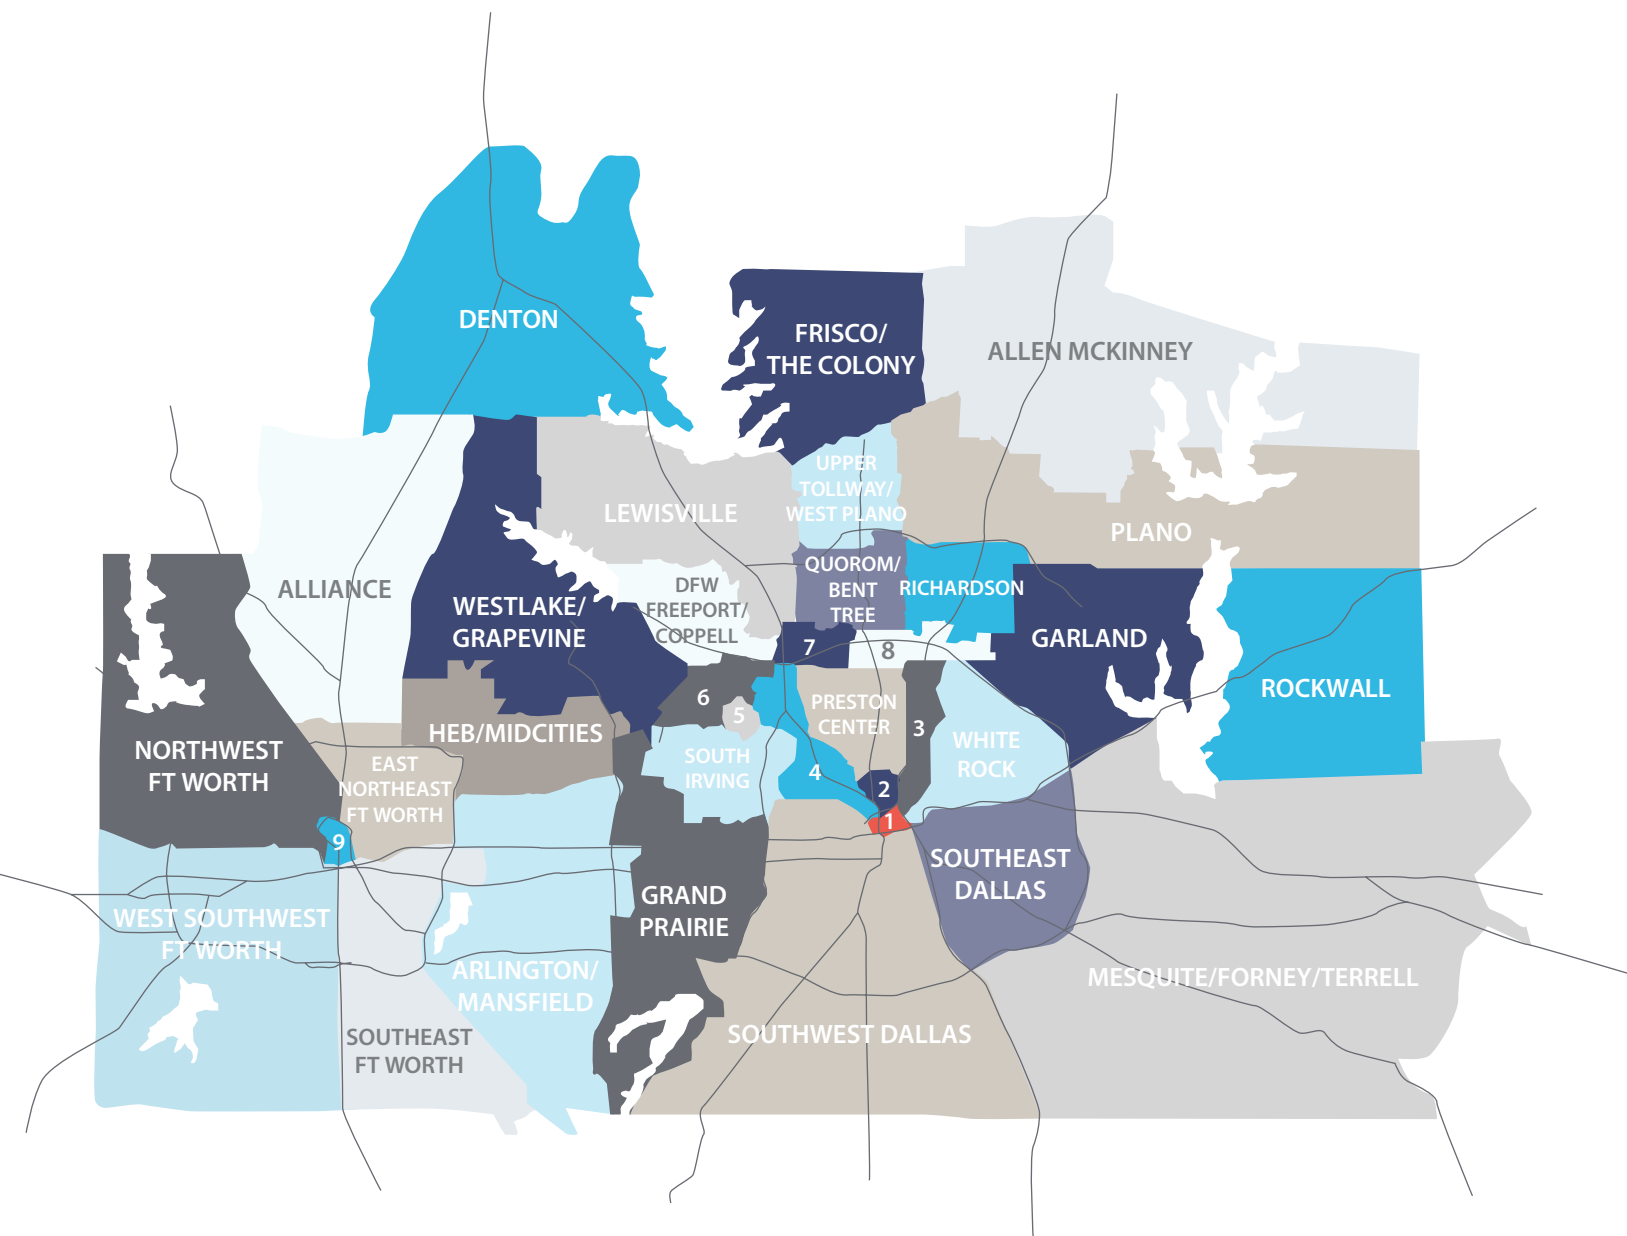 DENTON
FRISCO/
THE COLONY
ALLEN MCKINNEY
UPPER
TOLLWAY/
WEST PLANO
LEWISVILLE
PLANO
ALLIANCE
DFW
FREEPORT/
COPPELL
QUOROM/
BENT
TREE
RICHARDSON
WESTLAKE/
GRAPEVINE
GARLAND
7
8
ROCKWALL
6
5
PRESTON
CENTER
3
HEB/MIDCITIES
NORTHWEST
FT WORTH
EAST
NORTHEAST
FT WORTH
SOUTH
IRVING
4
WHITE
ROCK
2
1
9
SOUTHEAST
DALLAS
GRAND
PRAIRIE
WEST SOUTHWEST
FT WORTH
ARLINGTON/
MANSFIELD
MESQUITE/FORNEY/TERRELL
SOUTHEAST
FT WORTH
SOUTHWEST DALLAS